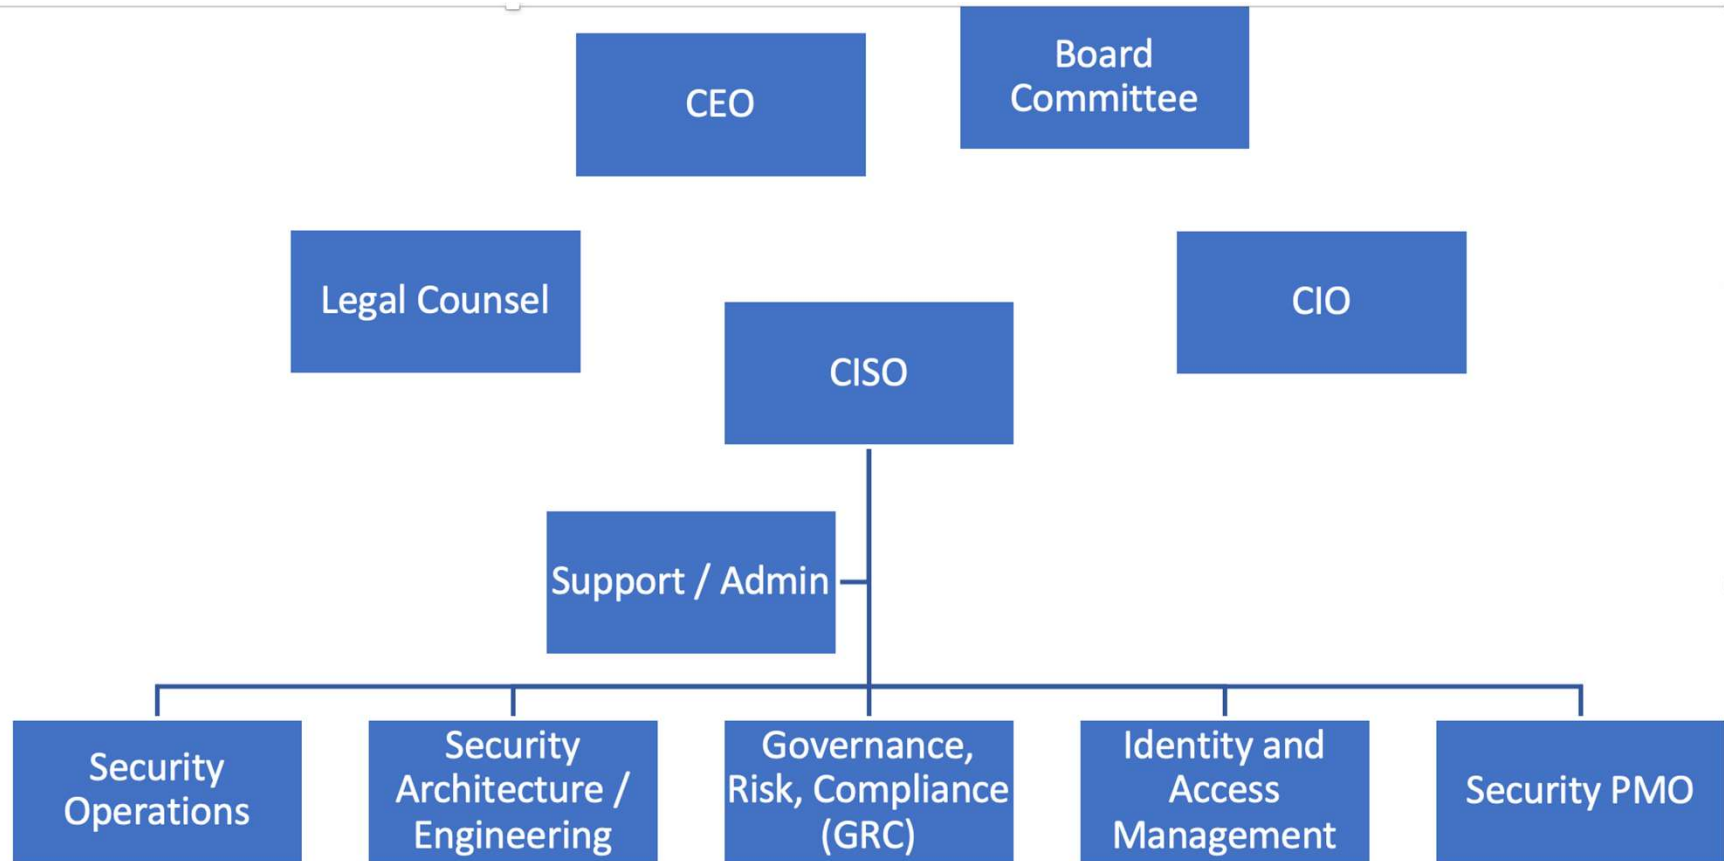 CEO
Board
Committee
Legal Counsel
CIO
CISO
Support / Admin
Security
Operations
Security
Architecture /
Engineering
Governance,
Risk, Compliance
(GRC)
Identity and
Access
Management
Security PMO